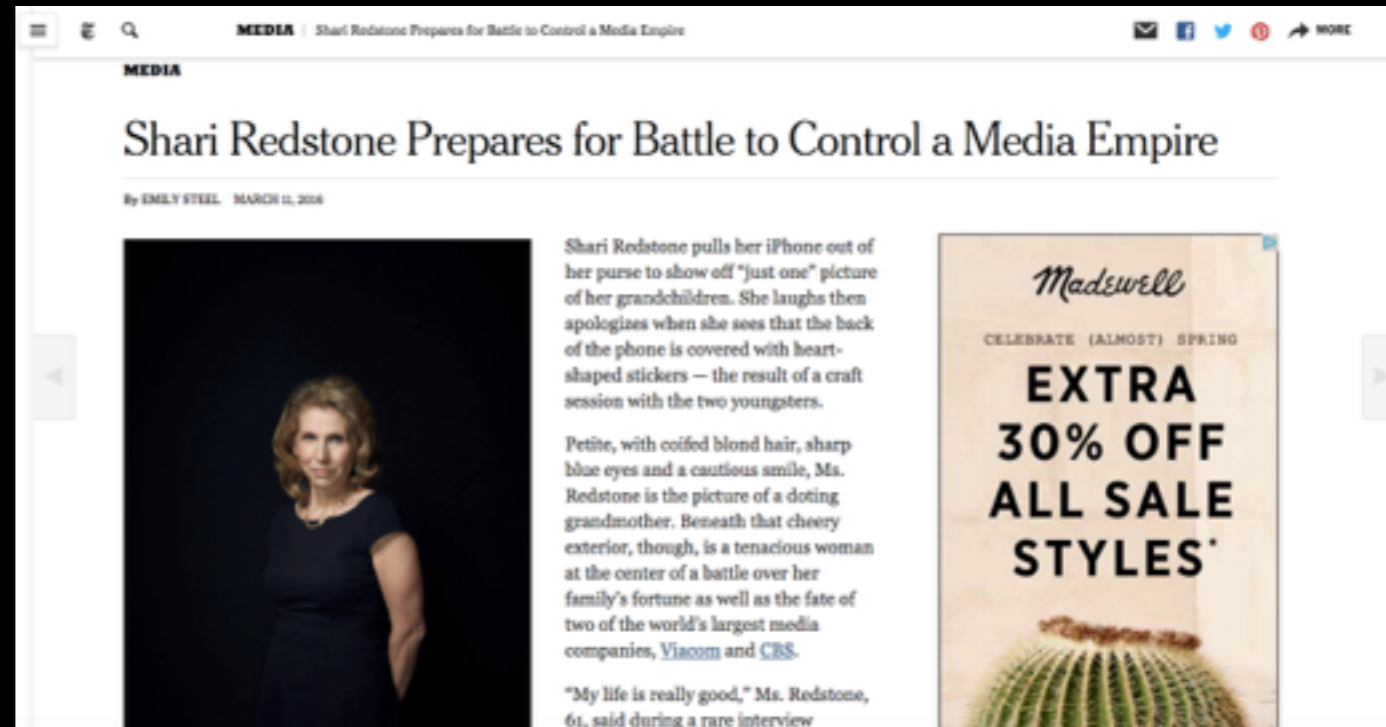 MEDIA | Shari Redstone Prepares for Battle to Control a Media Empire
MORE
MEDIA
Shari Redstone Prepares for Battle to Control a Media Empire
By EMILY STEEL MARCH 11, 2016
Shari Redstone pulls her iPhone out of
her purse to show off "just one" picture
of her grandchildren. She laughs then
apologizes when she sees that the back
of the phone is covered with heart-
shaped stickers — the result of a craft
session with the two youngsters.
Petite, with coifed blond hair, sharp
blue eyes and a cautious smile, Ms.
Redstone is the picture of a doting
grandmother. Beneath that cheery
exterior, though, is a tenacious woman
at the center of a battle over her
family's fortune as well as the fate of
two of the world's largest media
companies, Viacom and CBS.
"My life is really good," Ms. Redstone,
61, said during a rare interview
Madewell
CELEBRATE (ALMOST) SPRING
EXTRA
30% OFF
ALL SALE
STYLES*